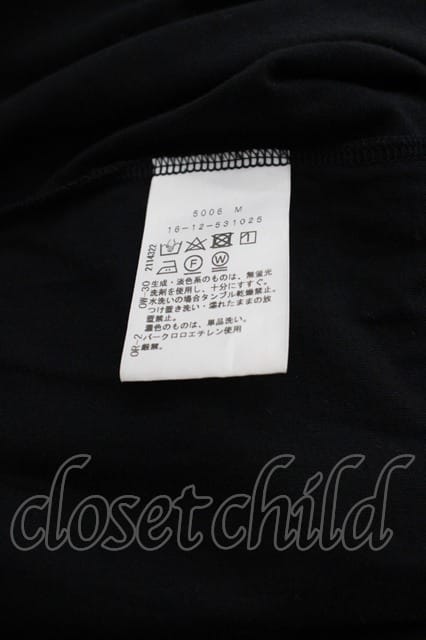 5006 M
16-12-531025
2114322
F W
OW-30 生成・淡色系のものは、無蛍光
洗剤を使用し、十分にすすぐ。
水洗いの場合タンブル乾燥禁止。
つけ置き洗い・濡れたままの放
置禁止。
濃色のものは、単品洗い。
OR-2 パークロロエチレン使用
厳禁。
closetchild